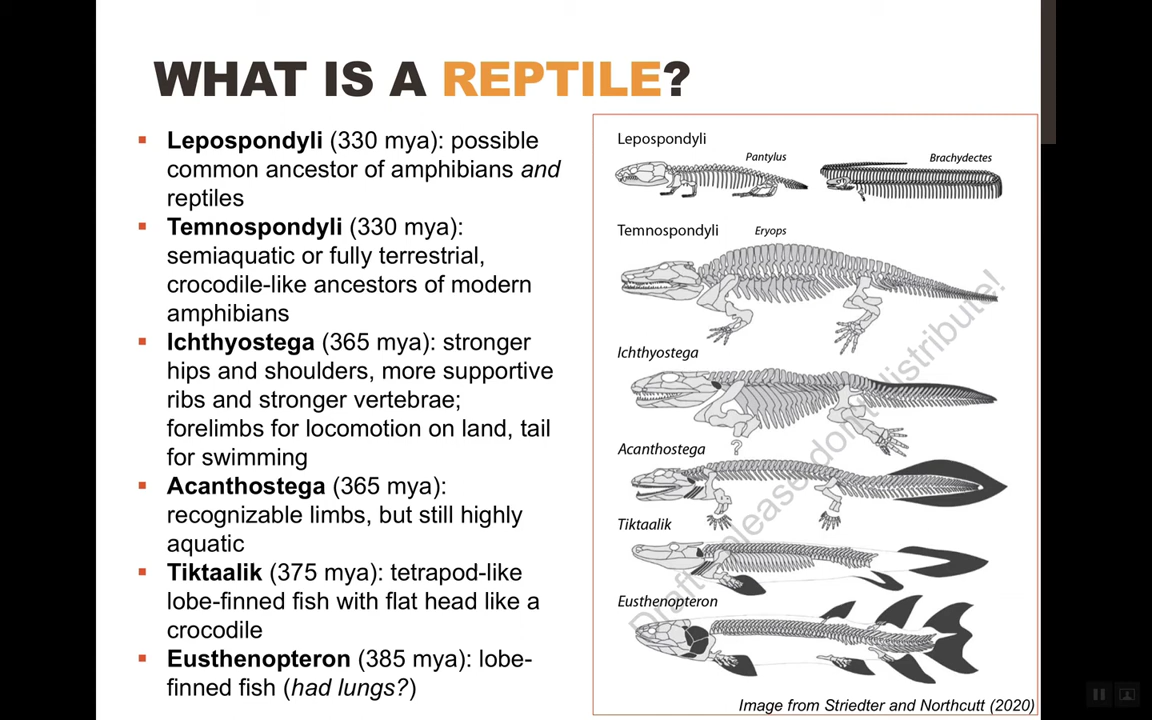 WHAT IS A REPTILE?
▪ Lepospondyli (330 mya): possible
common ancestor of amphibians and
reptiles
▪ Temnospondyli (330 mya):
semiaquatic or fully terrestrial,
crocodile-like ancestors of modern
amphibians
▪ Ichthyostega (365 mya): stronger
hips and shoulders, more supportive
ribs and stronger vertebrae;
forelimbs for locomotion on land, tail
for swimming
▪ Acanthostega (365 mya):
recognizable limbs, but still highly
aquatic
▪ Tiktaalik (375 mya): tetrapod-like
lobe-finned fish with flat head like a
crocodile
▪ Eusthenopteron (385 mya): lobe-
finned fish (had lungs?)
Lepospondyli
Pantylus
Brachydectes
Temnospondyli
Eryops
Ichthyostega
?
Acanthostega
Tiktaalik
Eusthenopteron
Draft please don't distribute!
Image from Striedter and Northcutt (2020)